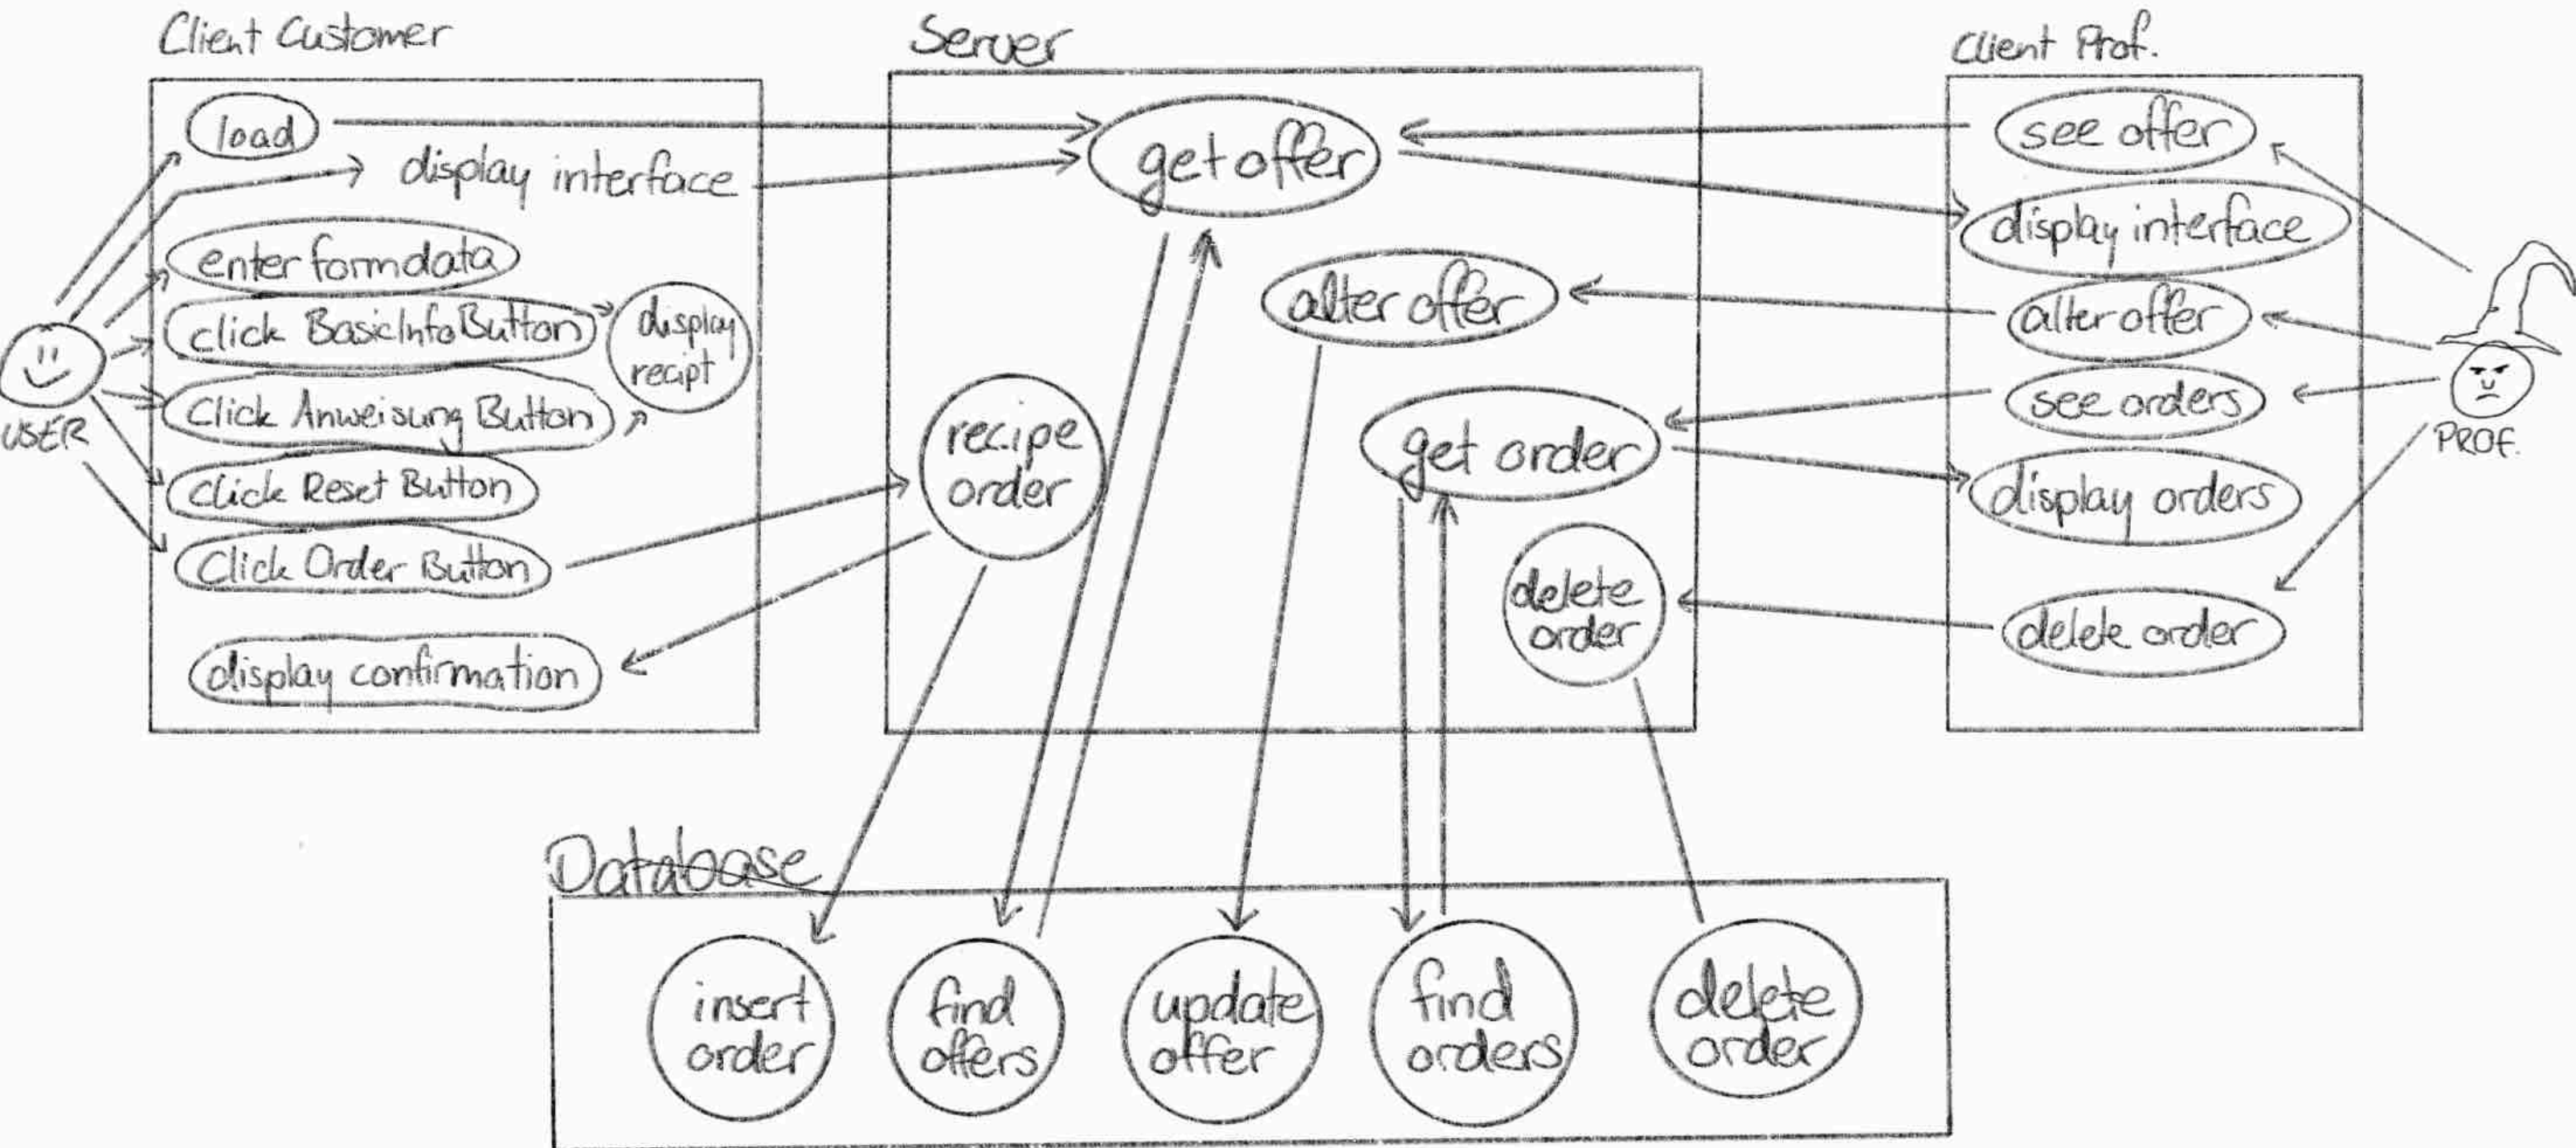 Client Customer
load
display interface
enter formdata
click BasicInfoButton
display
recipt
Click Anweisung Button
click Reset Button
Click Order Button
display confirmation
USER
Server
get offer
alter offer
recipe
order
get order
delete
order
Client Prof.
see offer
display interface
alter offer
see orders
display orders
delete order
PROF.
Database
insert
order
find
offers
update
offer
find
orders
delete
order